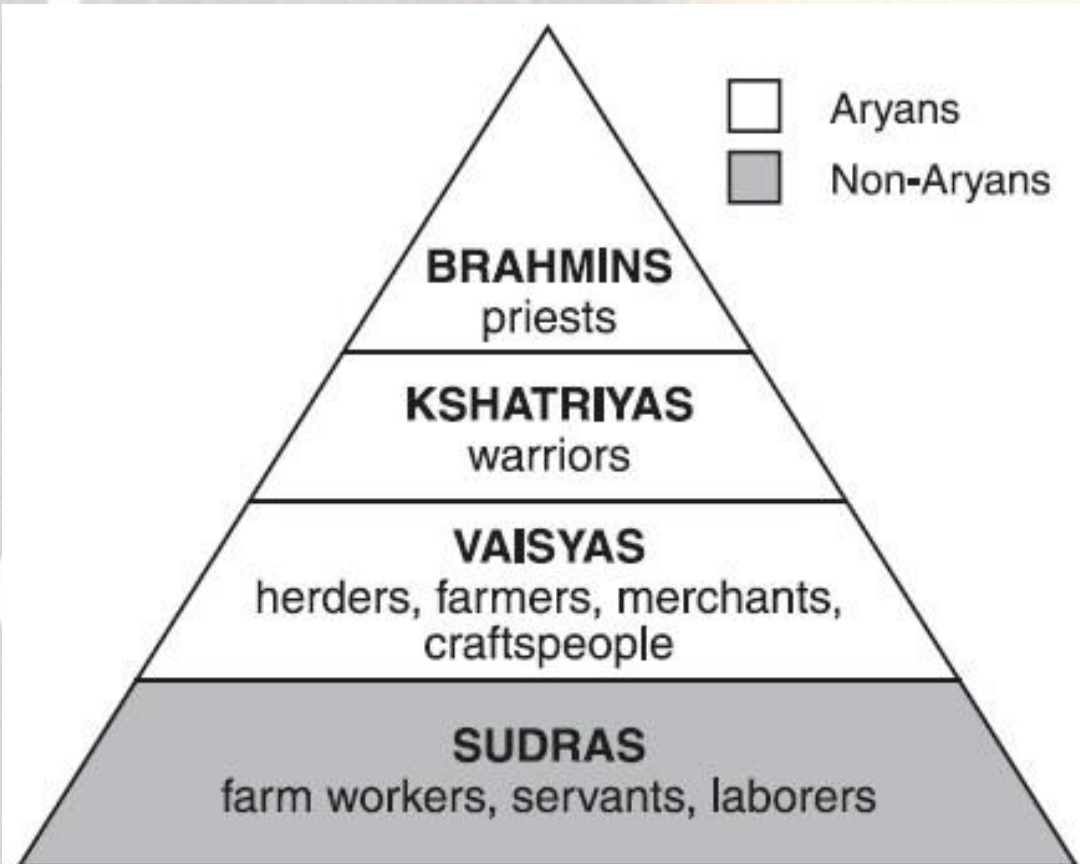 Aryans
Non-Aryans
BRAHMINS
priests
KSHATRIYAS
warriors
VAISYAS
herders, farmers, merchants,
craftspeople
SUDRAS
farm workers, servants, laborers